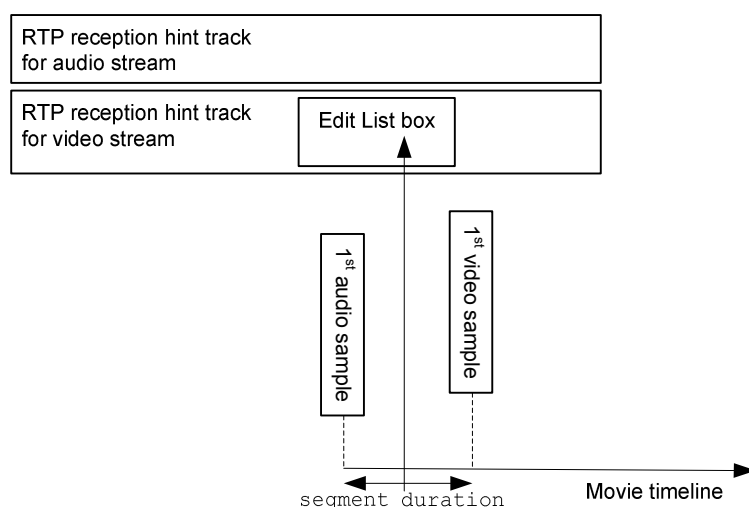 RTP reception hint track
for audio stream
RTP reception hint track
for video stream
Edit List box
1st audio sample
1st video sample
Movie timeline
segment duration